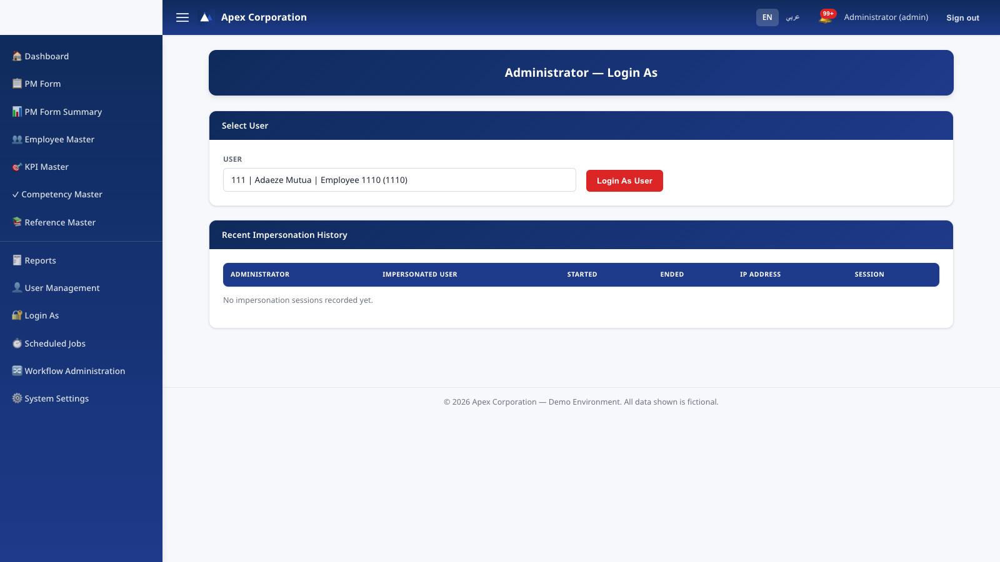 Apex Corporation
EN
عربي
99+
Administrator (admin)
Sign out
Dashboard
PM Form
PM Form Summary
Employee Master
KPI Master
✓ Competency Master
Reference Master
Reports
User Management
Login As
Scheduled Jobs
Workflow Administration
System Settings
Administrator — Login As
Select User
USER
111 | Adaeze Mutua | Employee 1110 (1110)
Login As User
Recent Impersonation History
ADMINISTRATOR IMPERSONATED USER STARTED ENDED IP ADDRESS SESSION
No impersonation sessions recorded yet.
© 2026 Apex Corporation — Demo Environment. All data shown is fictional.